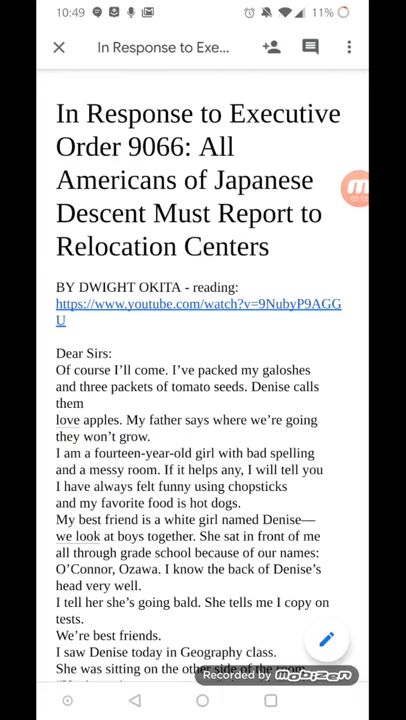 10:49
11%
In Response to Exe...
In Response to Executive
Order 9066: All
Americans of Japanese
Descent Must Report to
Relocation Centers
BY DWIGHT OKITA - reading:
https://www.youtube.com/watch?v=9NubyP9AGG
U
Dear Sirs:
Of course I’ll come. I’ve packed my galoshes
and three packets of tomato seeds. Denise calls
them
love apples. My father says where we’re going
they won’t grow.
I am a fourteen-year-old girl with bad spelling
and a messy room. If it helps any, I will tell you
I have always felt funny using chopsticks
and my favorite food is hot dogs.
My best friend is a white girl named Denise—
we look at boys together. She sat in front of me
all through grade school because of our names:
O’Connor, Ozawa. I know the back of Denise’s
head very well.
I tell her she’s going bald. She tells me I copy on
tests.
We’re best friends.
I saw Denise today in Geography class.
She was sitting on the other side of the room.
Recorded by mobizen